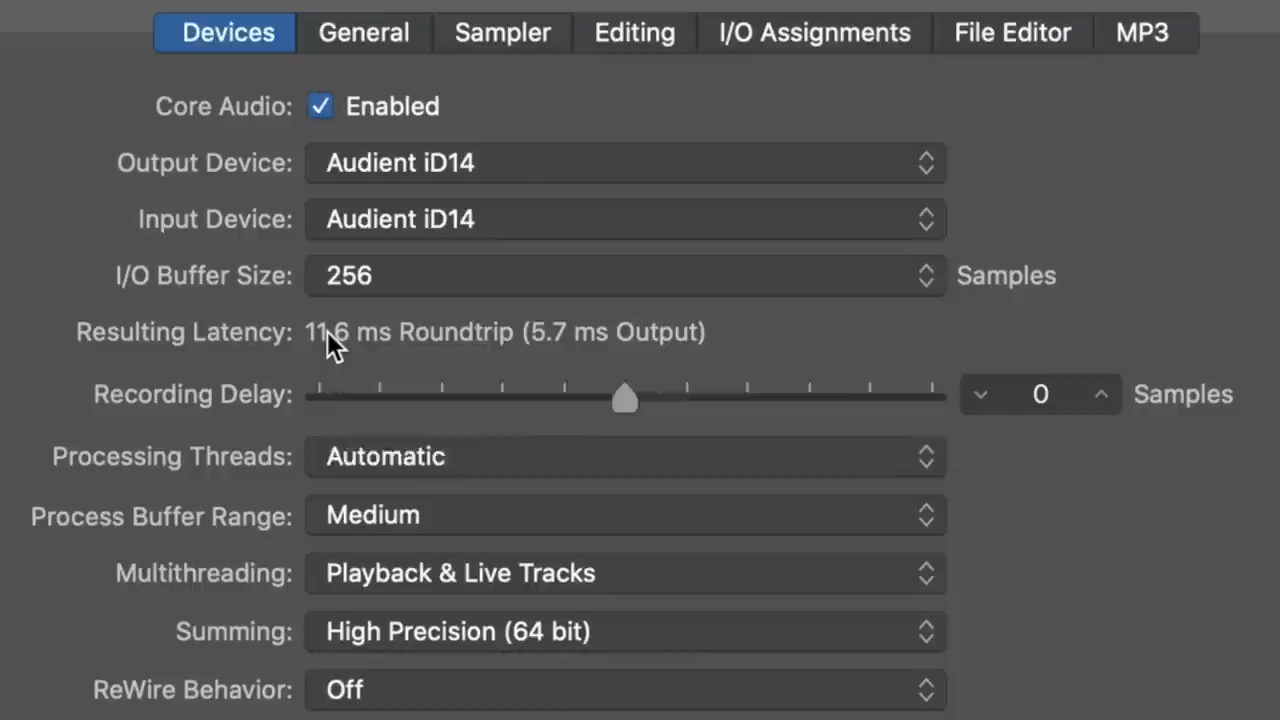 Devices General Sampler Editing I/O Assignments File Editor MP3
Core Audio: Enabled
Output Device: Audient iD14
Input Device: Audient iD14
I/O Buffer Size: 256 Samples
Resulting Latency: 11.6 ms Roundtrip (5.7 ms Output)
Recording Delay: 0 Samples
Processing Threads: Automatic
Process Buffer Range: Medium
Multithreading: Playback & Live Tracks
Summing: High Precision (64 bit)
ReWire Behavior: Off